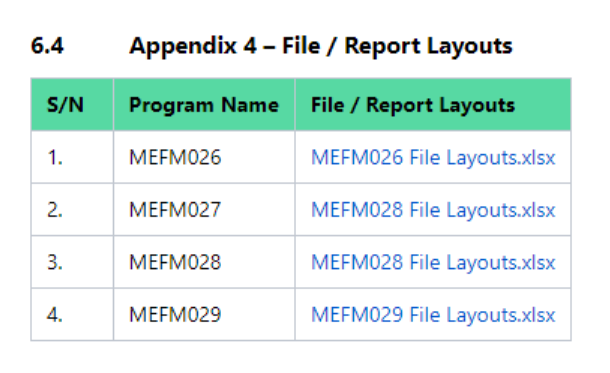 6.4 Appendix 4 – File / Report Layouts
S/N Program Name File / Report Layouts
1. MEFM026 MEFM026 File Layouts.xlsx
2. MEFM027 MEFM028 File Layouts.xlsx
3. MEFM028 MEFM028 File Layouts.xlsx
4. MEFM029 MEFM029 File Layouts.xlsx